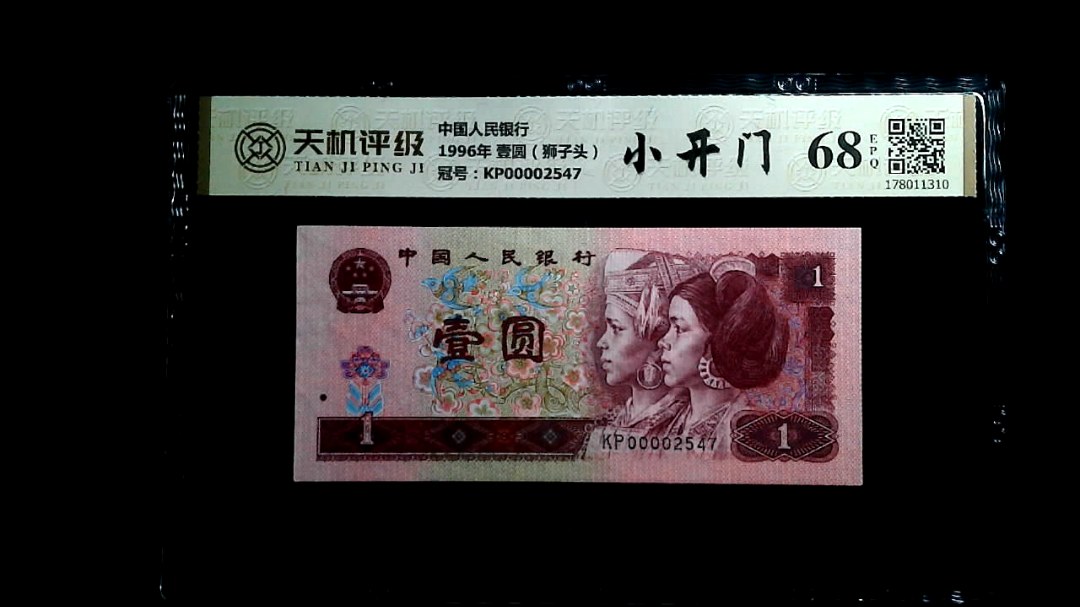 天机评级
TIAN JI PING JI
中国人民银行
1996年 壹圆（狮子头）
冠号：KP00002547
小开门
68
EPQ
178011310
中国人民银行
1
壹圆
1
KP00002547
1